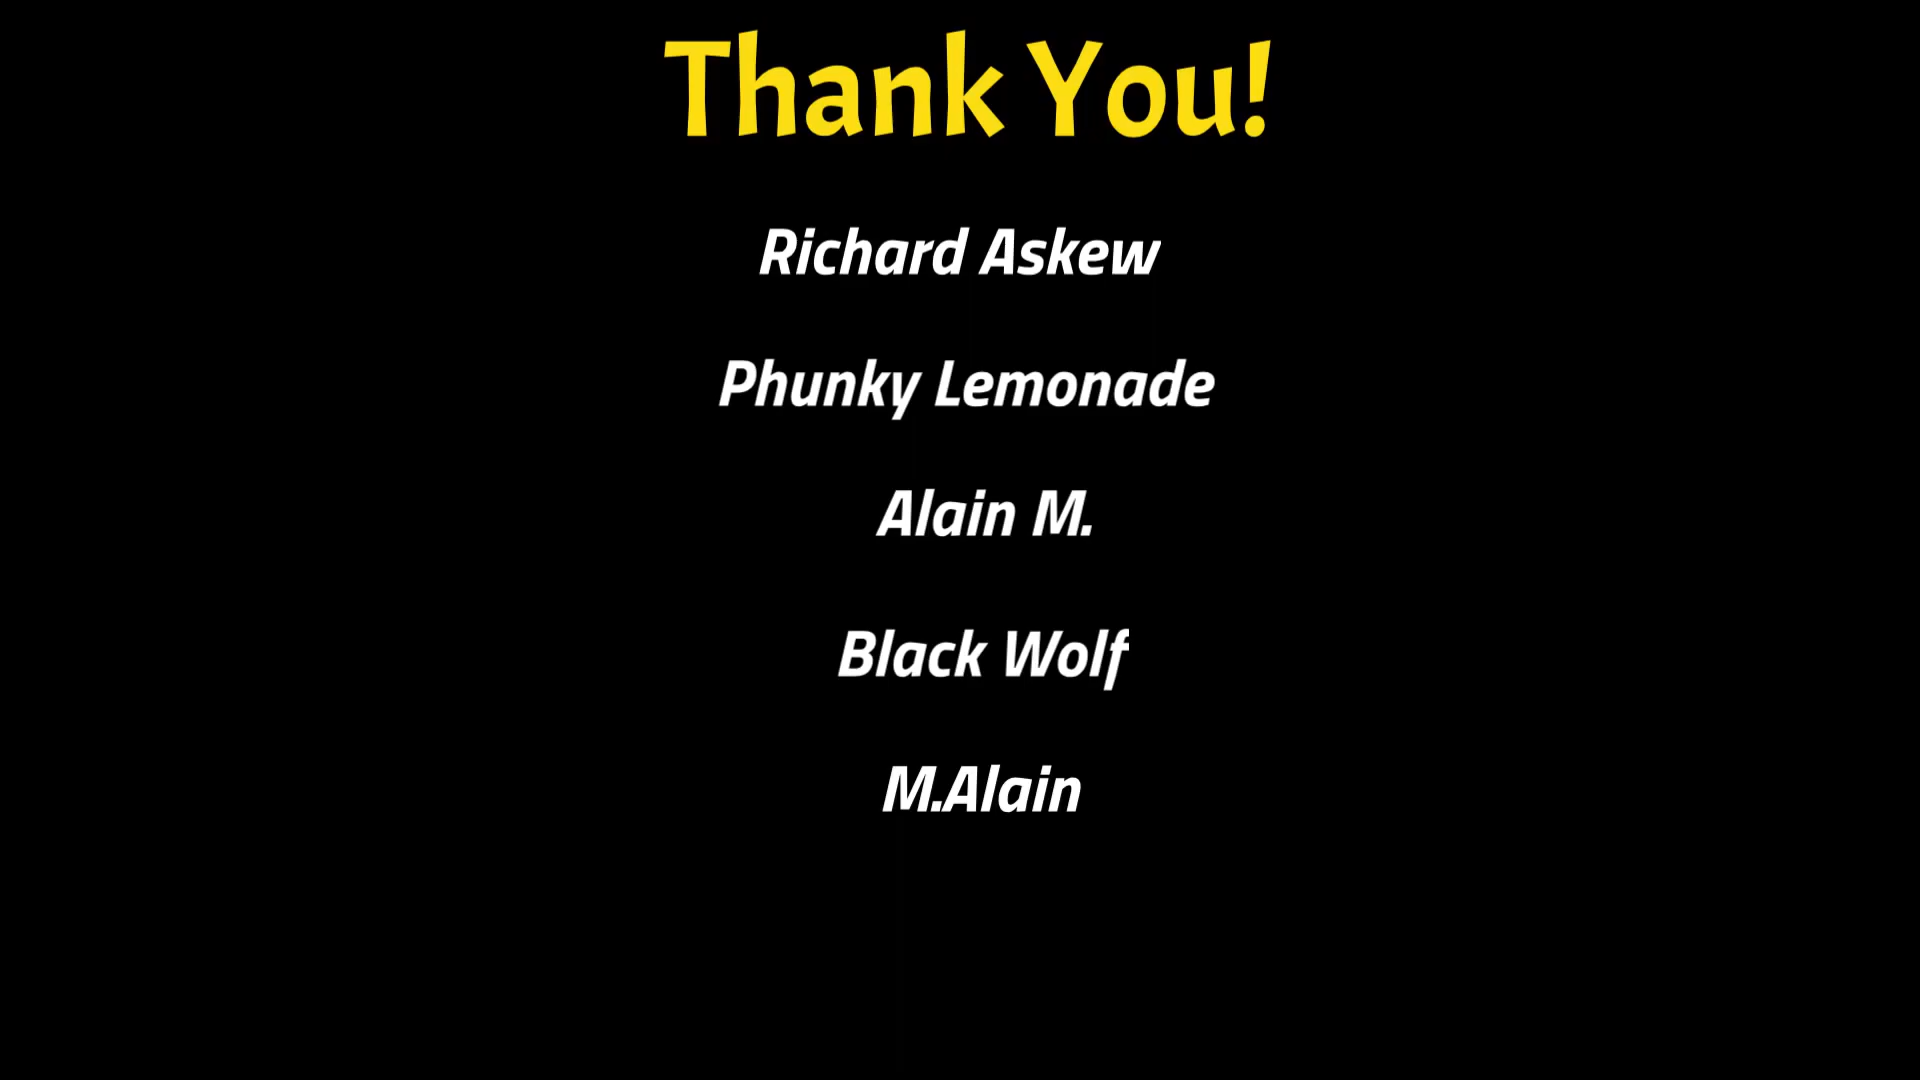 Thank You!
Richard Askew
Phunky Lemonade
Alain M.
Black Wolf
M.Alain